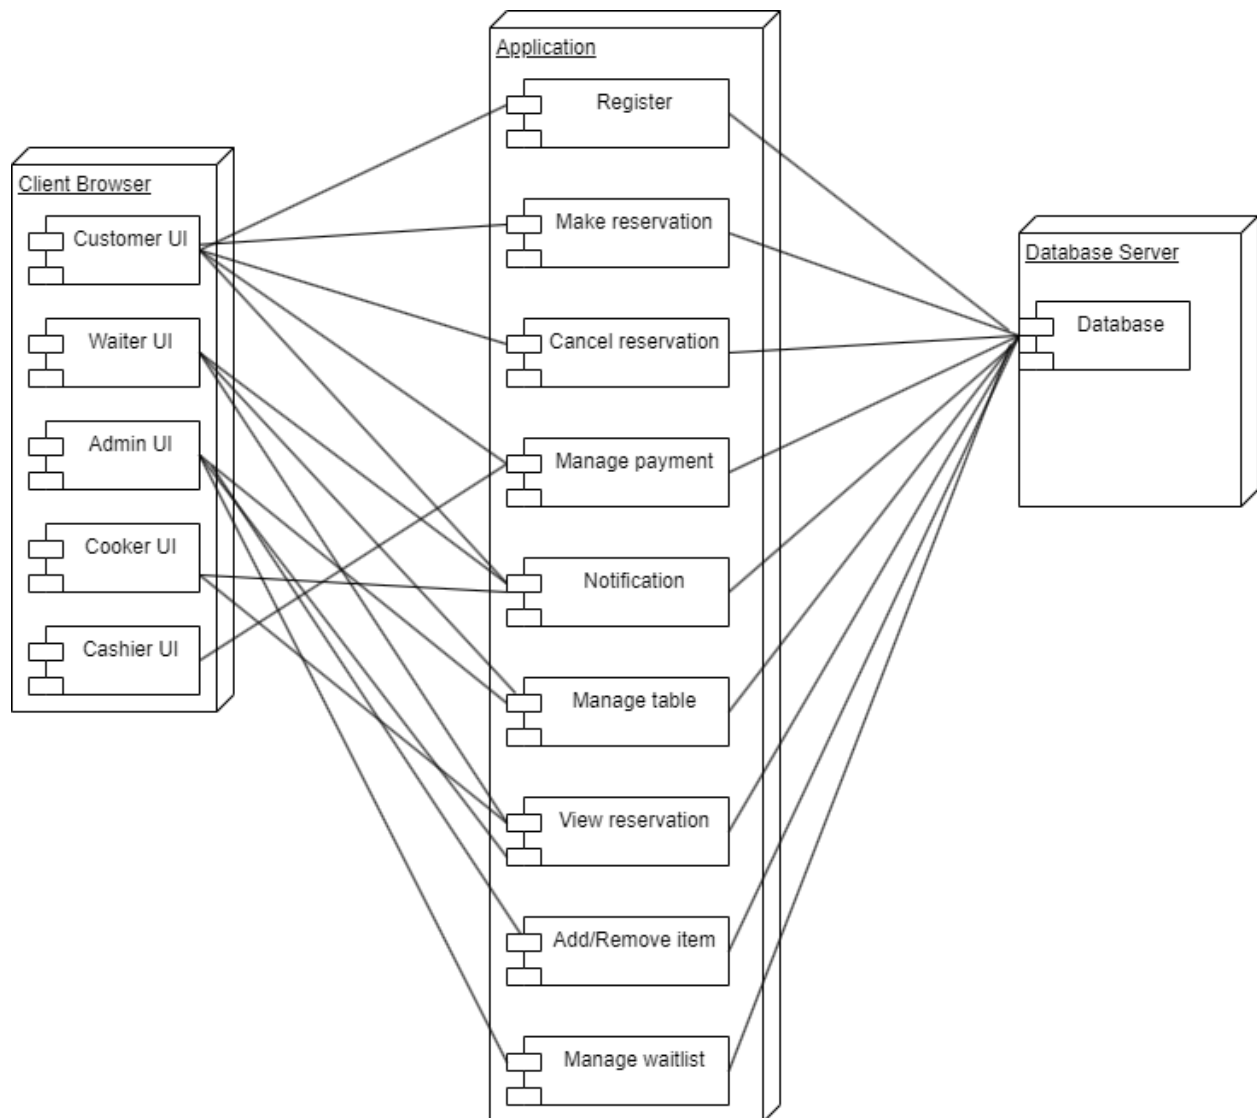 Client Browser
Customer UI
Waiter UI
Admin UI
Cooker UI
Cashier UI
Application
Register
Make reservation
Cancel reservation
Manage payment
Notification
Manage table
View reservation
Add/Remove item
Manage waitlist
Database Server
Database